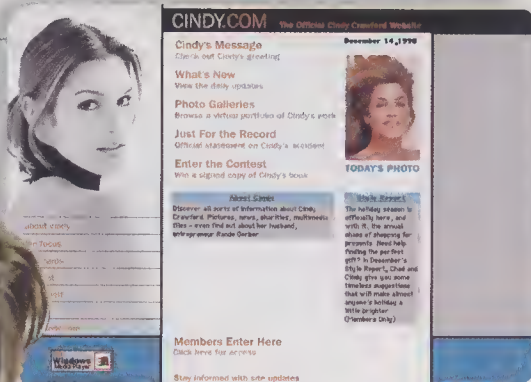 CINDY.COM The Official Cindy Crawford Website
December 14, 1998
Cindy's Message
Check out Cindy's greeting
What's New
View the daily updates
Photo Galleries
Browse a virtual portfolio of Cindy's work
Just For the Record
Official statement on Cindy's accident
Enter the Contest
Win a signed copy of Cindy's book
TODAY'S PHOTO
about cindy
focus
About Cindy
Discover all sorts of information about Cindy
Crawford. Pictures, news, charities, multimedia
files - even find out about her husband,
entrepreneur Rande Gerber
Style Report
The holiday season is
officially here, and
with it, the annual
chaos of shopping for
presents. Need help
finding the perfect
gift? In December's
Style Report, Chad and
Cindy give you some
timeless suggestions
that will make almost
anyone's holiday a
little brighter
(Members Only)
Members Enter Here
Click here for access
Stay informed with site updates
Windows
Media Player